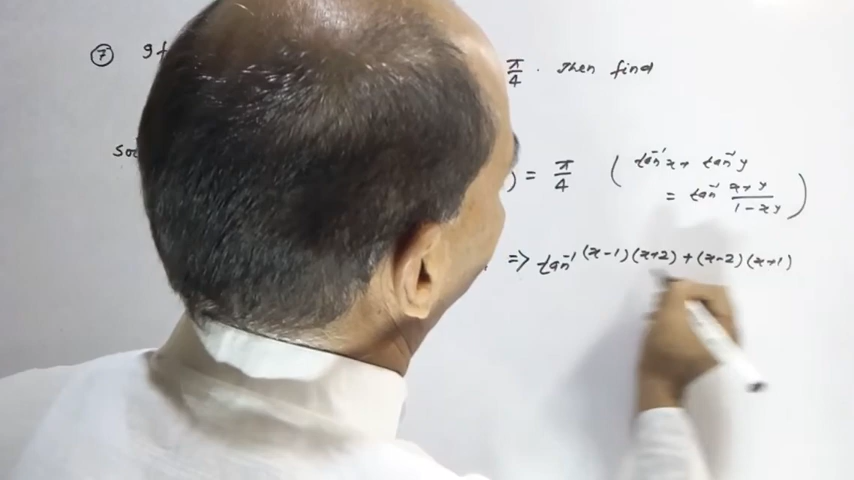 ⑦ If π/4 . Then find
Sol
) = π/4 ( tan⁻¹x + tan⁻¹y
= tan⁻¹ (x+y)/(1-xy) )
=> tan⁻¹ (x-1)(x+2) + (x-2)(x+1)